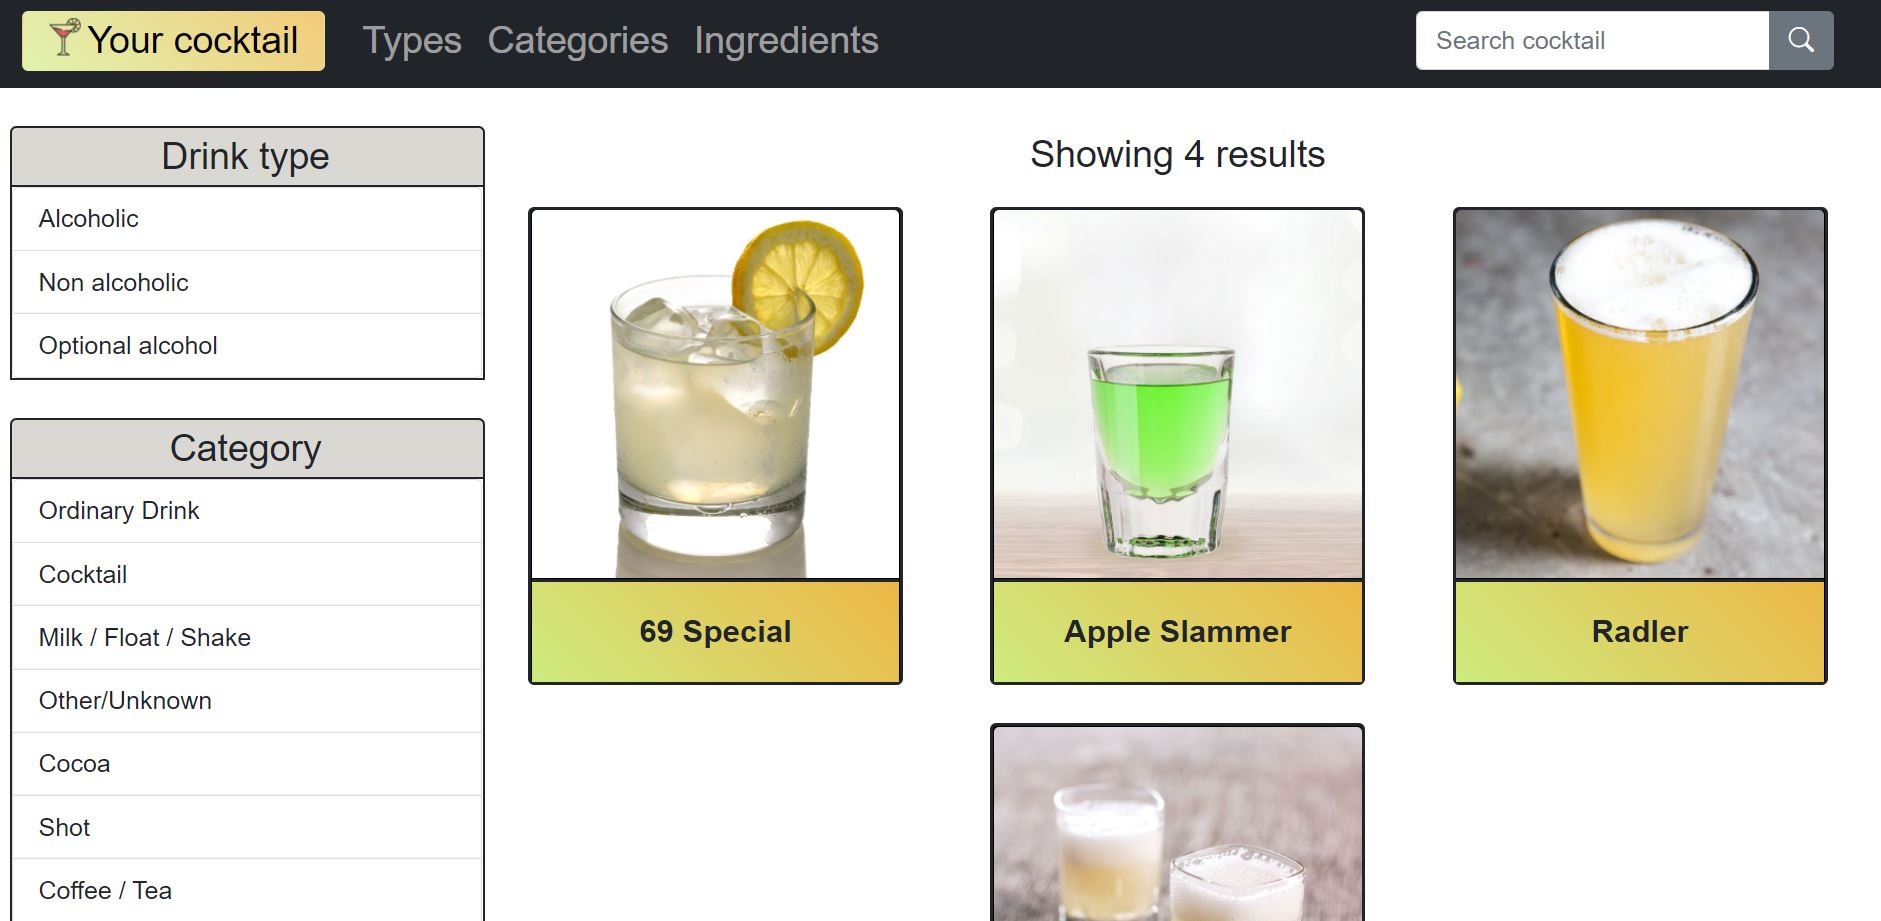 Your cocktail
Types
Categories
Ingredients
Search cocktail
Drink type
Alcoholic
Non alcoholic
Optional alcohol
Category
Ordinary Drink
Cocktail
Milk / Float / Shake
Other/Unknown
Cocoa
Shot
Coffee / Tea
Showing 4 results
69 Special
Apple Slammer
Radler